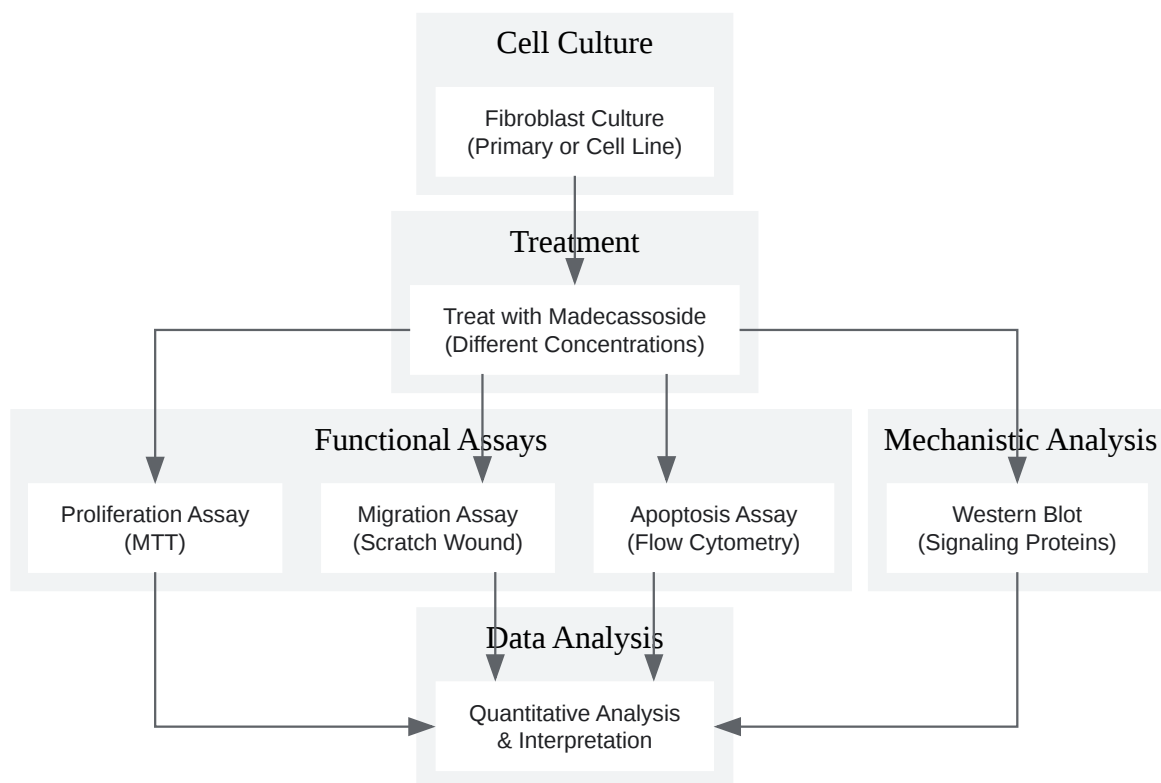 Cell Culture
Fibroblast Culture
(Primary or Cell Line)
Treatment
Treat with Madecassoside
(Different Concentrations)
Functional Assays
Mechanistic Analysis
Proliferation Assay
(MTT)
Migration Assay
(Scratch Wound)
Apoptosis Assay
(Flow Cytometry)
Western Blot
(Signaling Proteins)
Data Analysis
Quantitative Analysis
& Interpretation